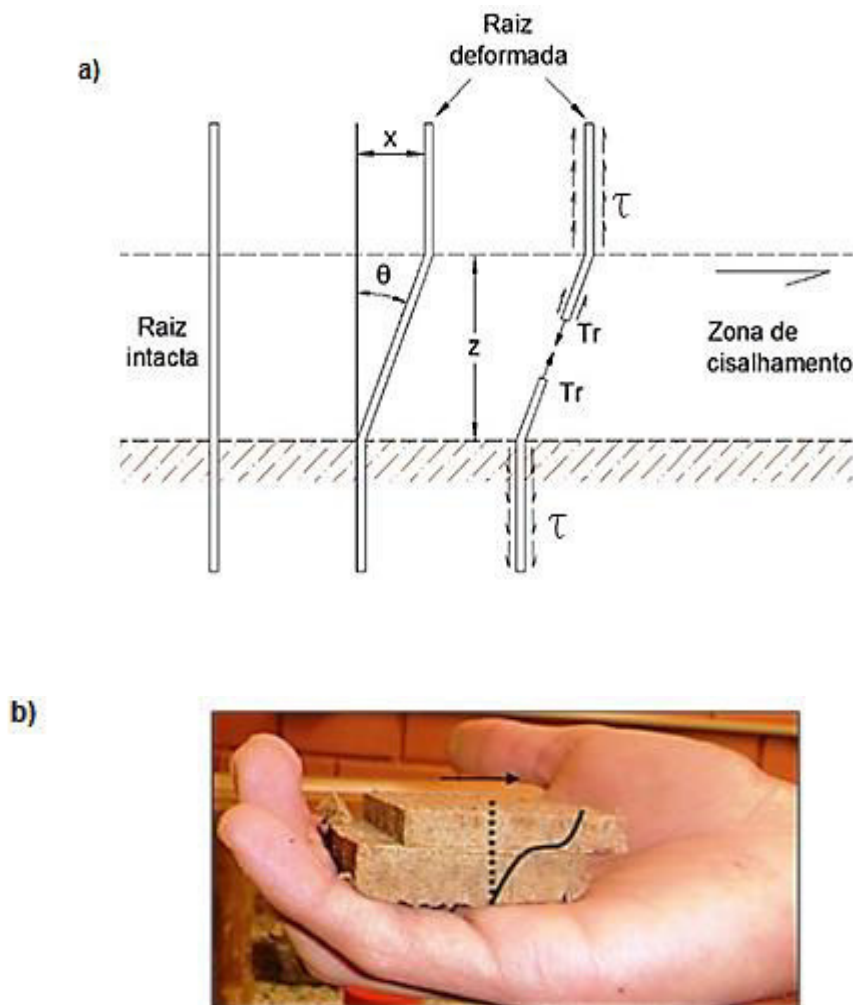 a)
Raiz
deformada
x
τ
θ
Raiz
intacta
z
Tr
Tr
Zona de
cisalhamento
τ
b)